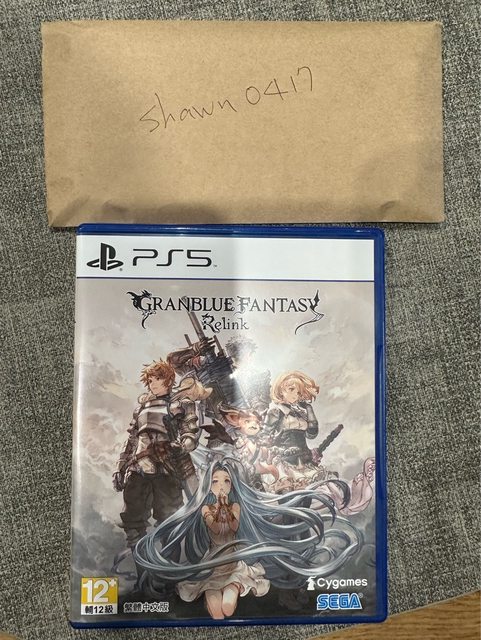 shawn 0417
PS5
GRANBLUE FANTASY
Relink
12+
輔12級
繁體中文版
Cygames
SEGA